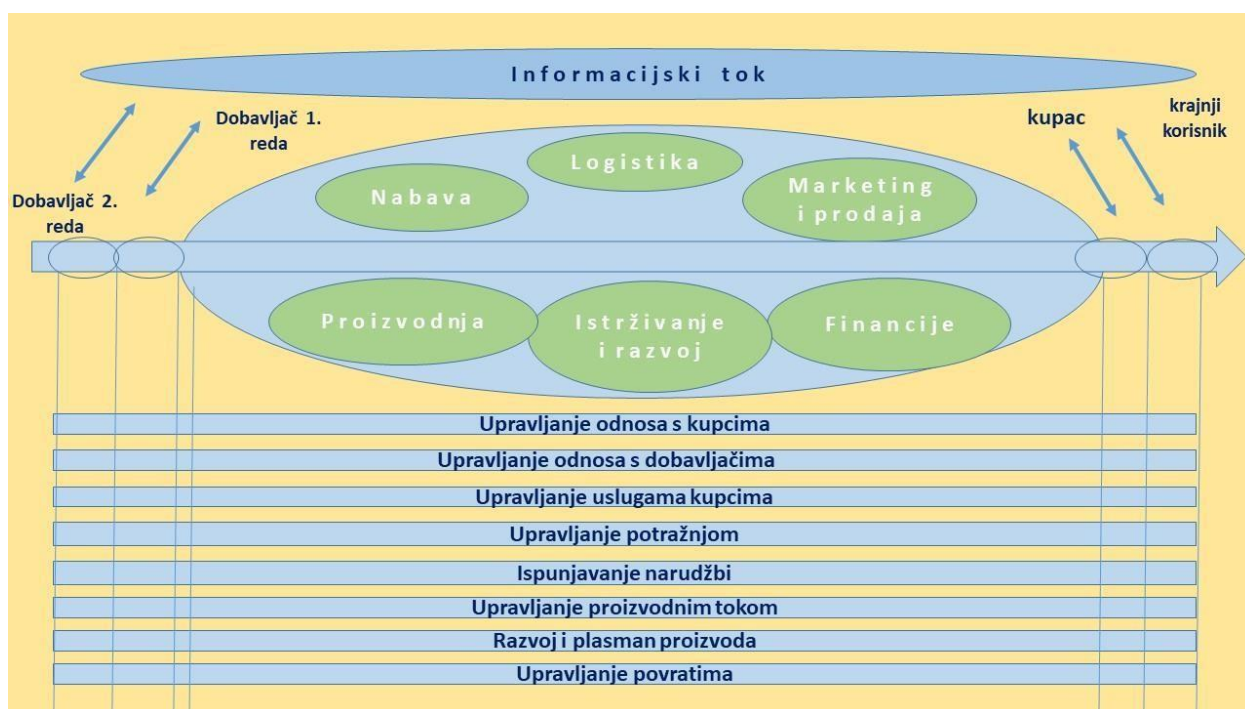 Informacijski tok
Dobavljač 1.
reda
kupac
krajnji
korisnik
Dobavljač 2.
reda
Nabava
Logistika
Marketing
i prodaja
Proizvodnja
Istrživanje
i razvoj
Financije
Upravljanje odnosa s kupcima
Upravljanje odnosa s dobavljačima
Upravljanje uslugama kupcima
Upravljanje potražnjom
Ispunjavanje narudžbi
Upravljanje proizvodnim tokom
Razvoj i plasman proizvoda
Upravljanje povratima